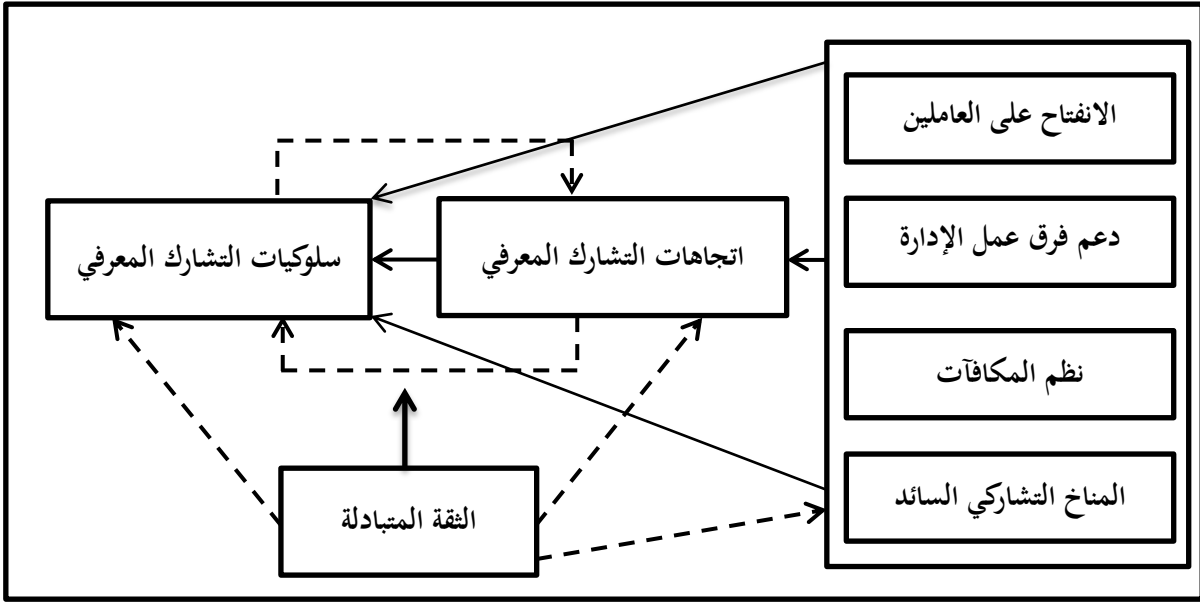 الانفتاح على العاملين
دعم فرق عمل الإدارة
نظم المكافآت
المناخ التشاركي السائد
اتجاهات التشارك المعرفي
سلوكيات التشارك المعرفي
الثقة المتبادلة